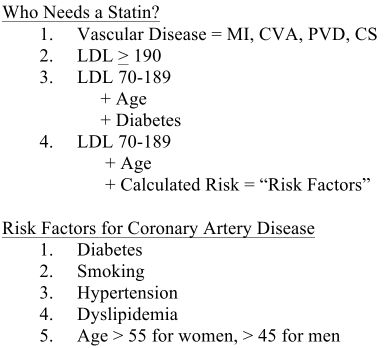 Who Needs a Statin?
1. Vascular Disease = MI, CVA, PVD, CS
2. LDL ≥ 190
3. LDL 70-189
+ Age
+ Diabetes
4. LDL 70-189
+ Age
+ Calculated Risk = “Risk Factors”
Risk Factors for Coronary Artery Disease
1. Diabetes
2. Smoking
3. Hypertension
4. Dyslipidemia
5. Age > 55 for women, > 45 for men